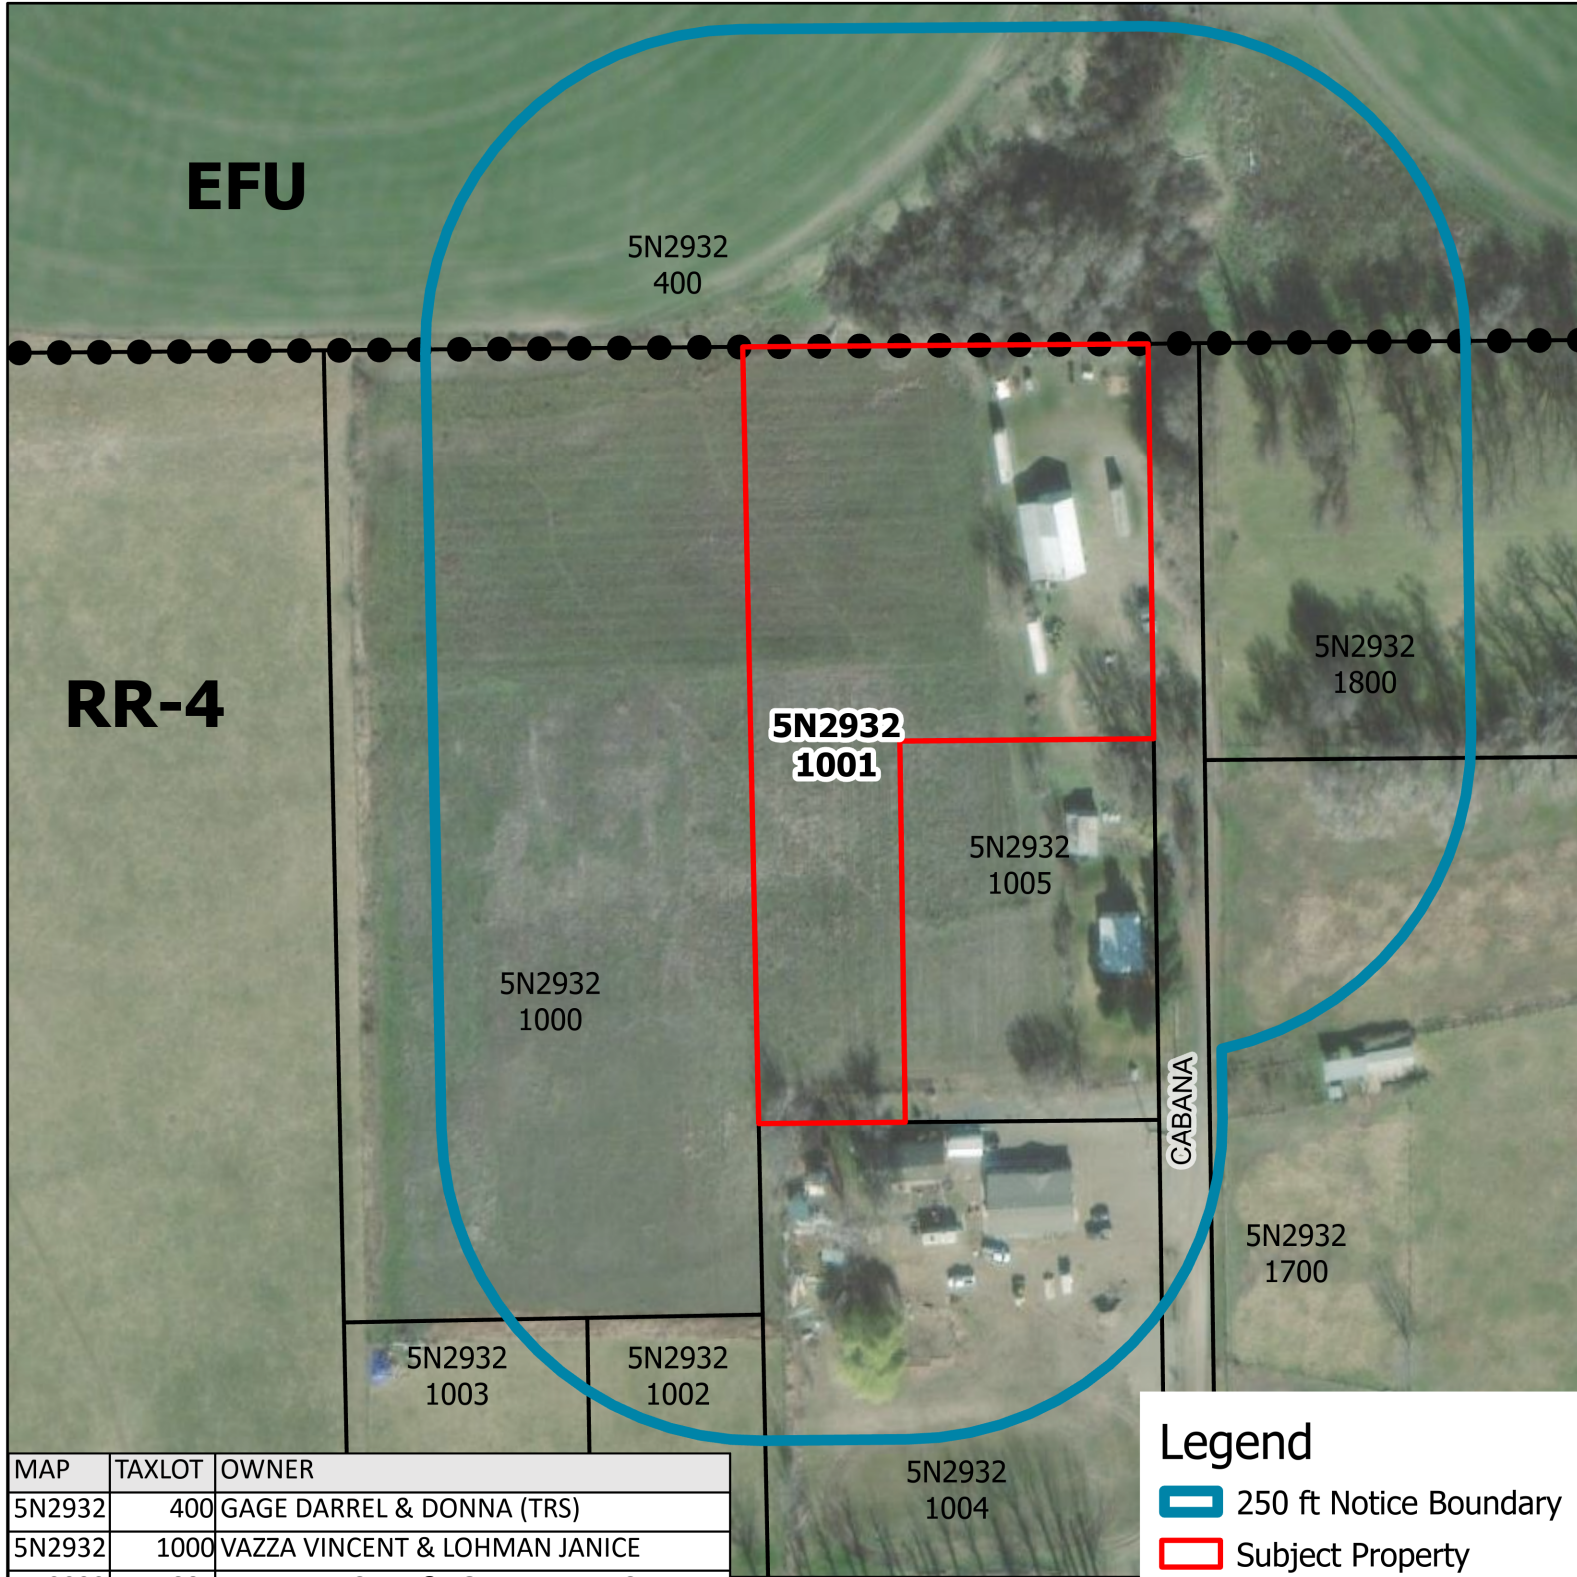 EFU
5N2932
400
RR-4
5N2932
1800
5N2932
1001
5N2932
1005
5N2932
1000
CABANA
5N2932
1700
5N2932
1003
5N2932
1002
5N2932
1004
MAP TAXLOT OWNER
5N2932 400 GAGE DARREL & DONNA (TRS)
5N2932 1000 VAZZA VINCENT & LOHMAN JANICE
Legend
250 ft Notice Boundary
Subject Property